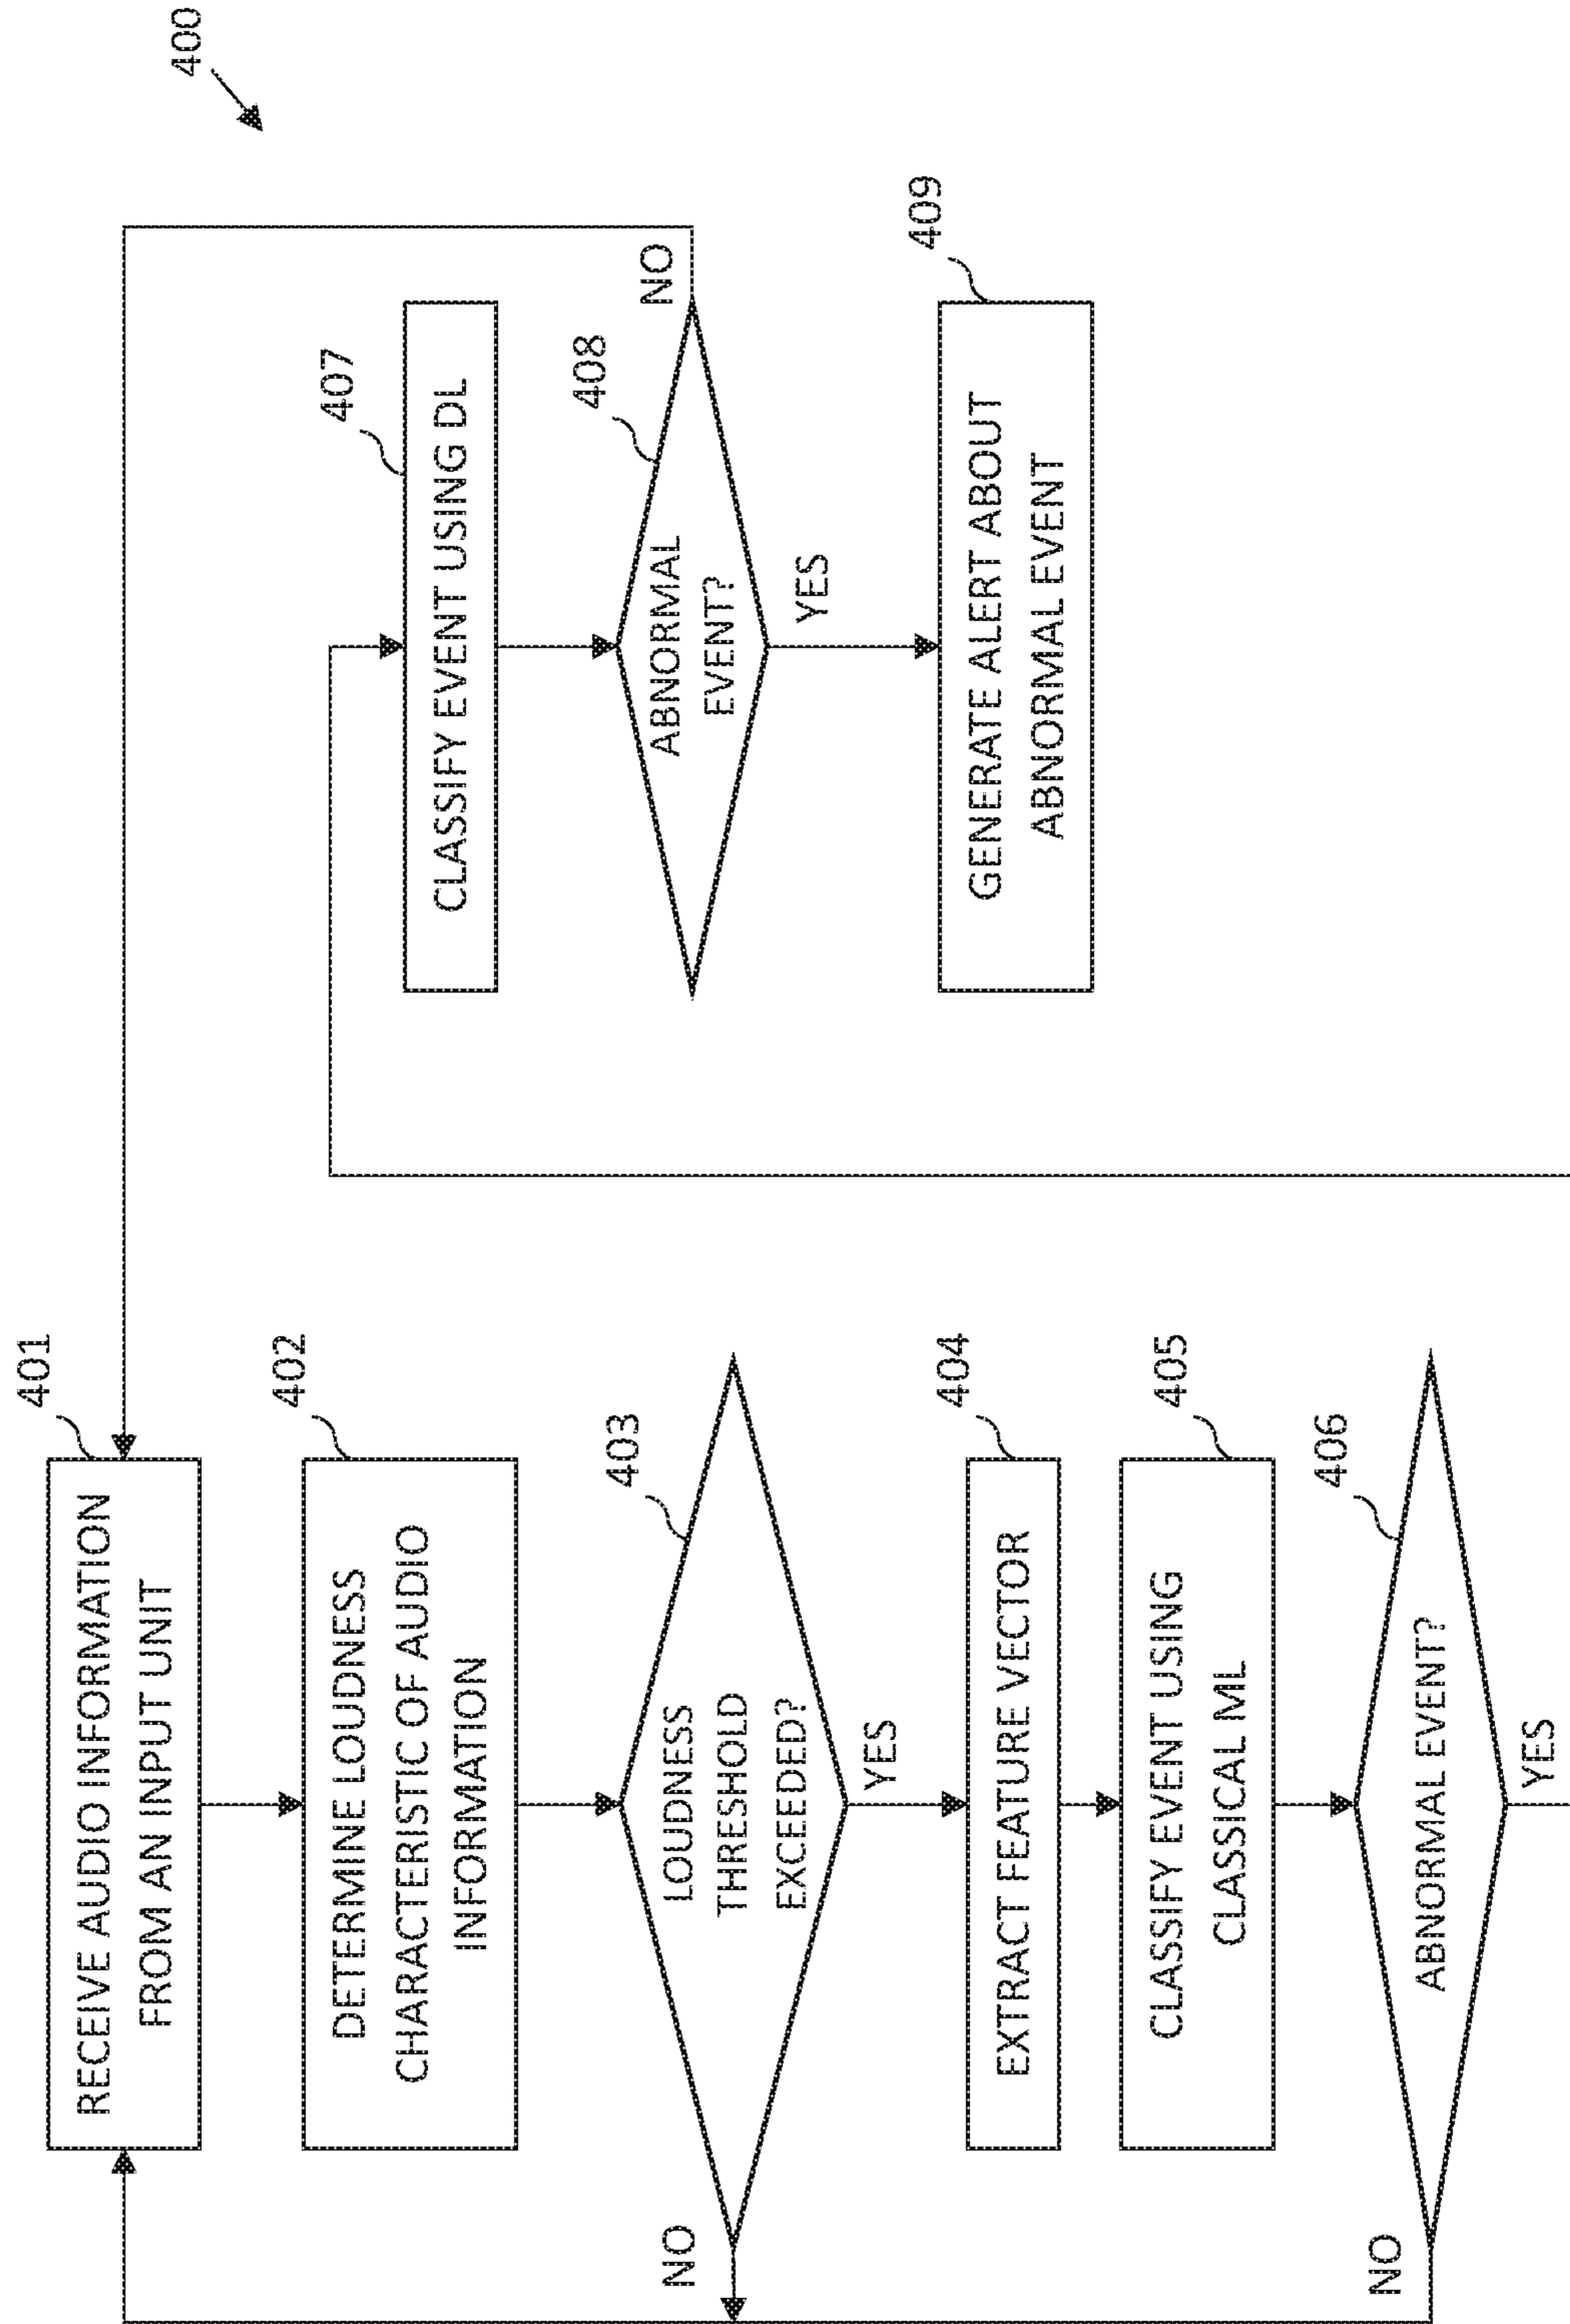 400
401
RECEIVE AUDIO INFORMATION
FROM AN INPUT UNIT
402
DETERMINE LOUDNESS
CHARACTERISTIC OF AUDIO
INFORMATION
403
LOUDNESS
THRESHOLD
EXCEEDED?
NO
YES
404
EXTRACT FEATURE VECTOR
405
CLASSIFY EVENT USING
CLASSICAL ML
406
ABNORMAL EVENT?
NO
YES
407
CLASSIFY EVENT USING DL
408
ABNORMAL
EVENT?
NO
YES
409
GENERATE ALERT ABOUT
ABNORMAL EVENT